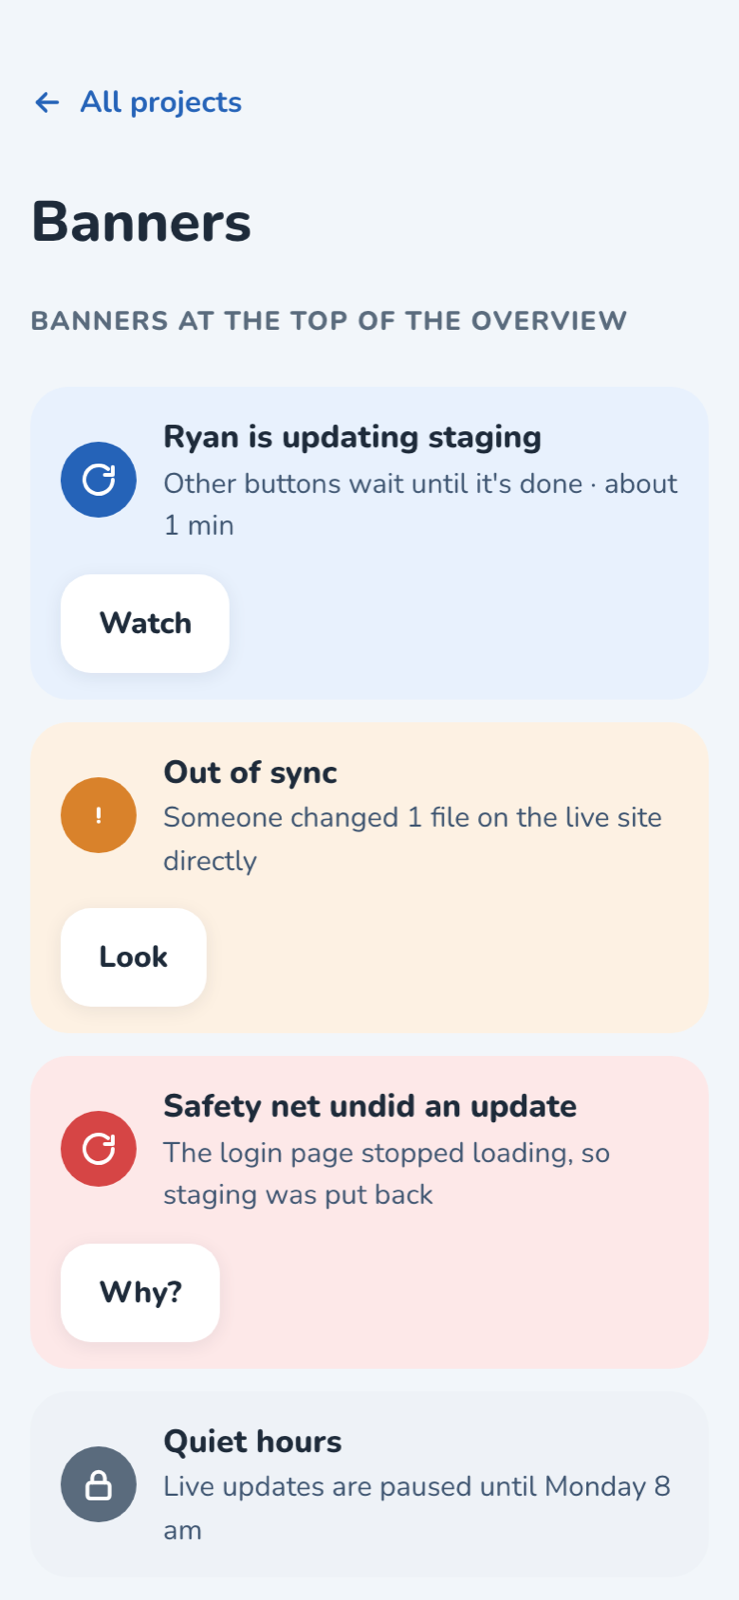 All projects
Banners
BANNERS AT THE TOP OF THE OVERVIEW
Ryan is updating staging
Other buttons wait until it's done · about
1 min
Watch
!
Out of sync
Someone changed 1 file on the live site
directly
Look
Safety net undid an update
The login page stopped loading, so
staging was put back
Why?
Quiet hours
Live updates are paused until Monday 8
am